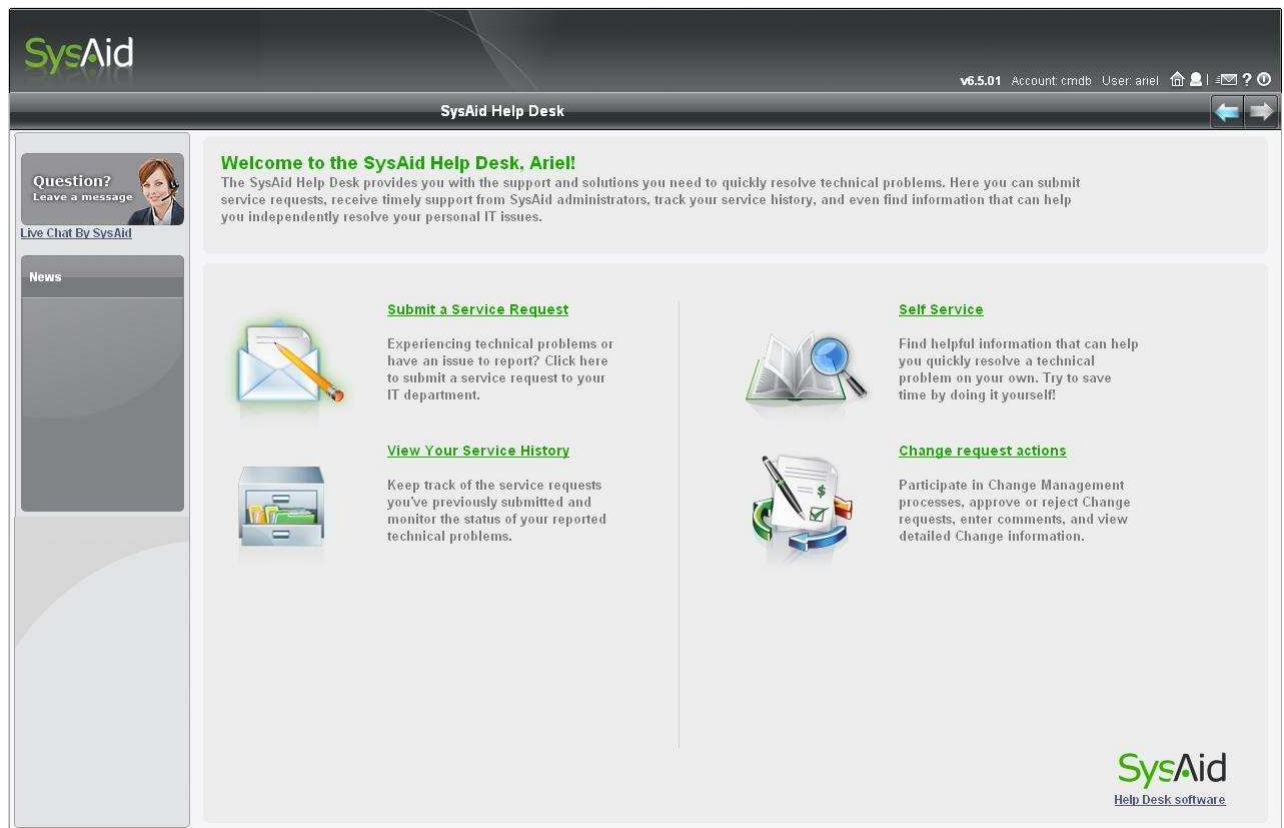 SysAid
v6.5.01 Account: cmdb User: ariel
SysAid Help Desk
Question?
Leave a message
Live Chat By SysAid
News
Welcome to the SysAid Help Desk, Ariel!
The SysAid Help Desk provides you with the support and solutions you need to quickly resolve technical problems. Here you can submit
service requests, receive timely support from SysAid administrators, track your service history, and even find information that can help
you independently resolve your personal IT issues.
Submit a Service Request
Experiencing technical problems or
have an issue to report? Click here
to submit a service request to your
IT department.
View Your Service History
Keep track of the service requests
you've previously submitted and
monitor the status of your reported
technical problems.
Self Service
Find helpful information that can help
you quickly resolve a technical
problem on your own. Try to save
time by doing it yourself!
Change request actions
Participate in Change Management
processes, approve or reject Change
requests, enter comments, and view
detailed Change information.
SysAid
Help Desk software